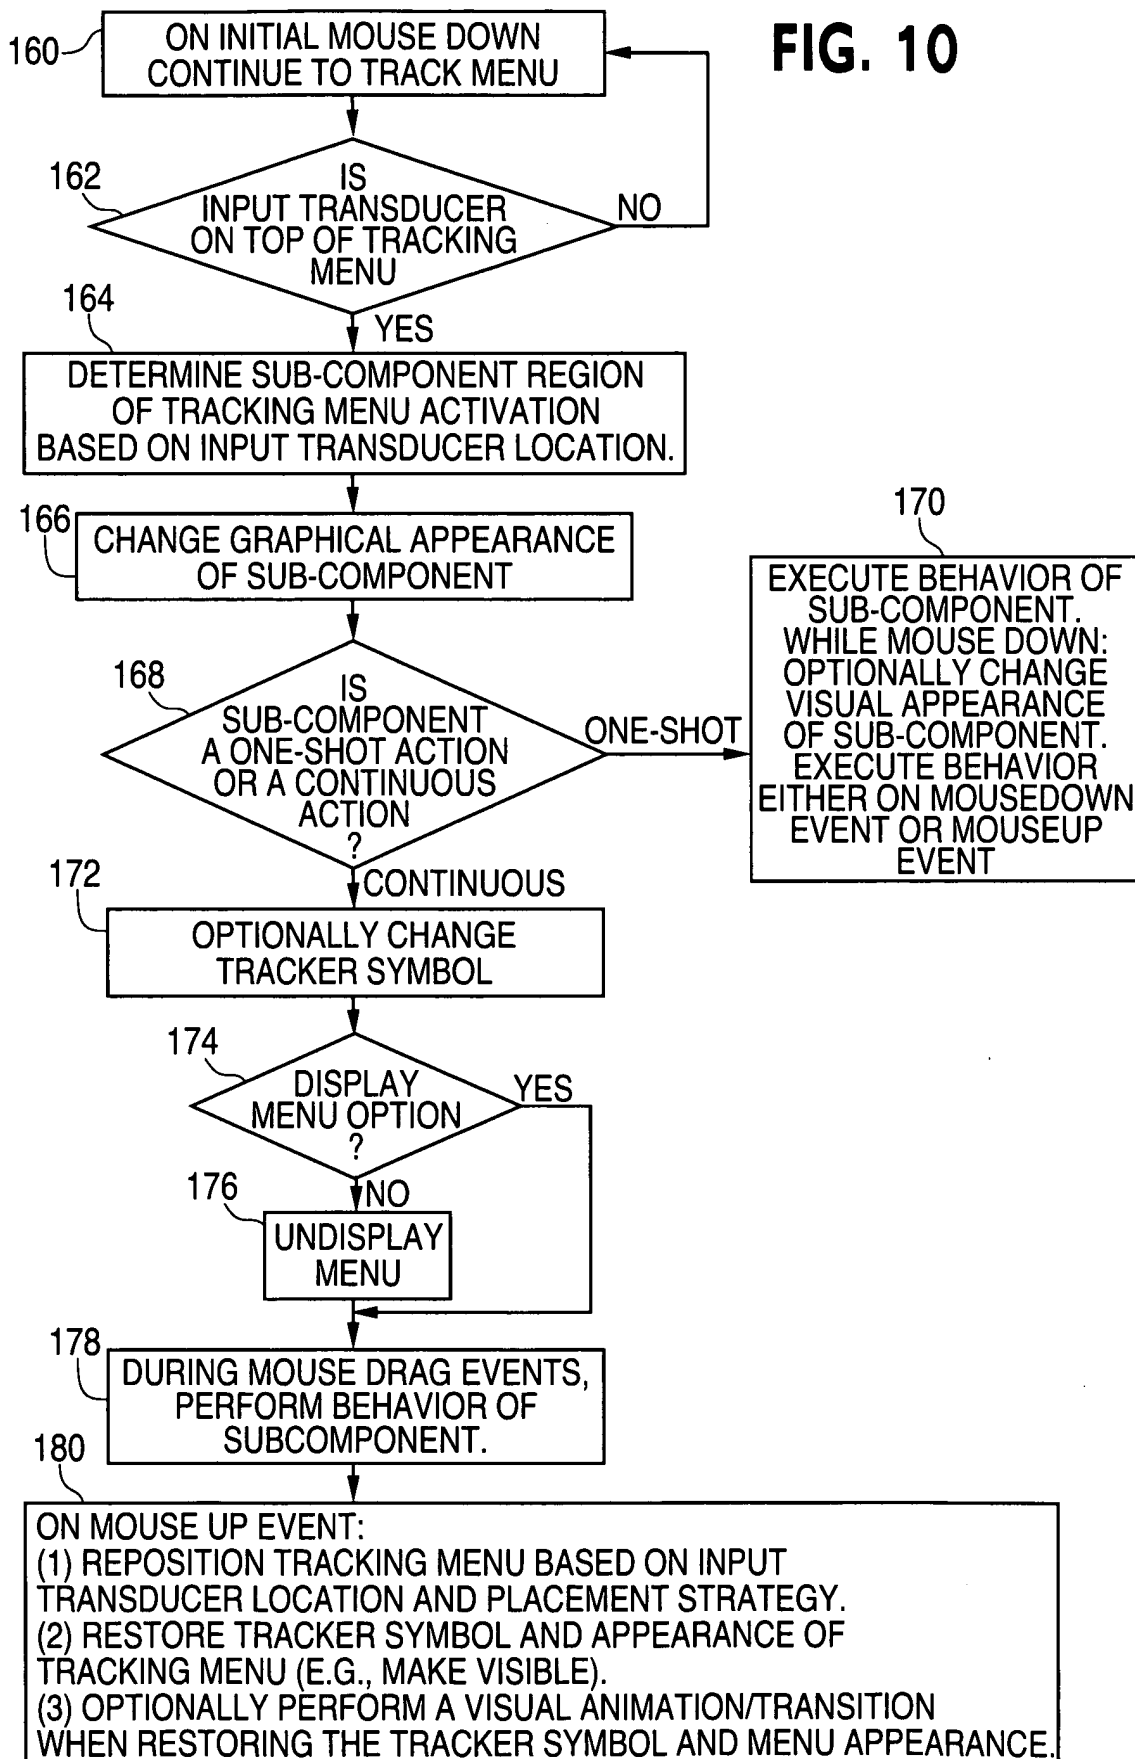 FIG. 10
160
ON INITIAL MOUSE DOWN
CONTINUE TO TRACK MENU
162
IS
INPUT TRANSDUCER
ON TOP OF TRACKING
MENU
NO
YES
164
DETERMINE SUB-COMPONENT REGION
OF TRACKING MENU ACTIVATION
BASED ON INPUT TRANSDUCER LOCATION.
166
CHANGE GRAPHICAL APPEARANCE
OF SUB-COMPONENT
168
IS
SUB-COMPONENT
A ONE-SHOT ACTION
OR A CONTINUOUS
ACTION
?
ONE-SHOT
170
EXECUTE BEHAVIOR OF
SUB-COMPONENT.
WHILE MOUSE DOWN:
OPTIONALLY CHANGE
VISUAL APPEARANCE
OF SUB-COMPONENT.
EXECUTE BEHAVIOR
EITHER ON MOUSEDOWN
EVENT OR MOUSEUP
EVENT
CONTINUOUS
172
OPTIONALLY CHANGE
TRACKER SYMBOL
174
DISPLAY
MENU OPTION
?
YES
NO
176
UNDISPLAY
MENU
178
DURING MOUSE DRAG EVENTS,
PERFORM BEHAVIOR OF
SUBCOMPONENT.
180
ON MOUSE UP EVENT:
(1) REPOSITION TRACKING MENU BASED ON INPUT
TRANSDUCER LOCATION AND PLACEMENT STRATEGY.
(2) RESTORE TRACKER SYMBOL AND APPEARANCE OF
TRACKING MENU (E.G., MAKE VISIBLE).
(3) OPTIONALLY PERFORM A VISUAL ANIMATION/TRANSITION
WHEN RESTORING THE TRACKER SYMBOL AND MENU APPEARANCE.